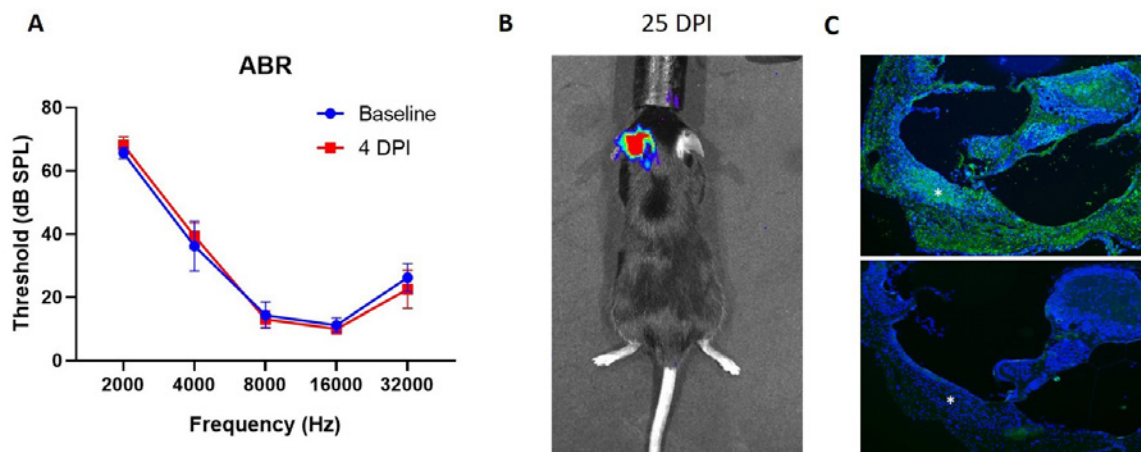 A
ABR
Threshold (dB SPL)
80
60
40
20
0
Baseline
4 DPI
2000 4000 8000 16000 32000
Frequency (Hz)
B
25 DPI
C
*
*